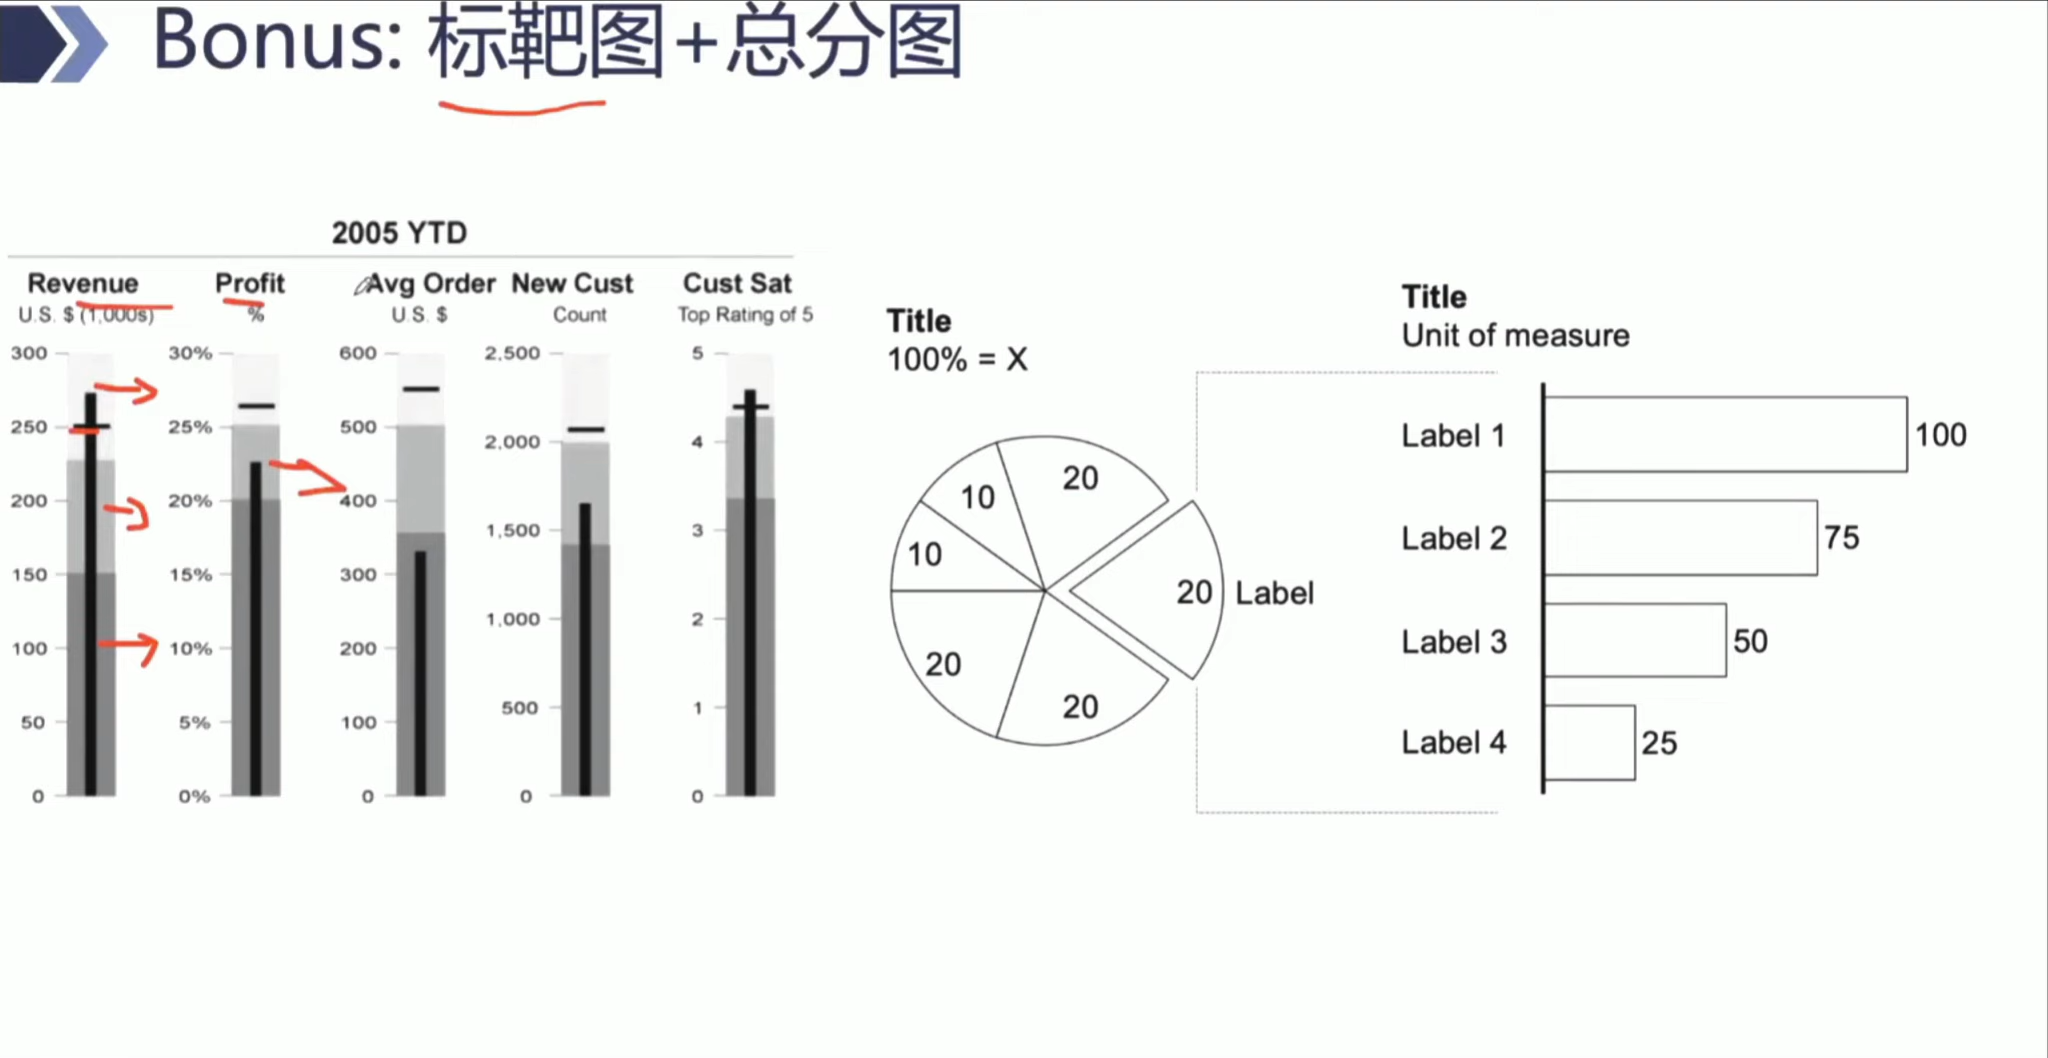 Bonus: 标靶图+总分图
2005 YTD
Revenue
U.S. $ (1,000s)
300
250
200
150
100
50
0
Profit
%
30%
25%
20%
15%
10%
5%
0%
Avg Order
U.S. $
600
500
400
300
200
100
0
New Cust
Count
2,500
2,000
1,500
1,000
500
0
Cust Sat
Top Rating of 5
5
4
3
2
1
0
Title
100% = X
20
10
10
20
20
20 Label
Title
Unit of measure
Label 1 100
Label 2 75
Label 3 50
Label 4 25